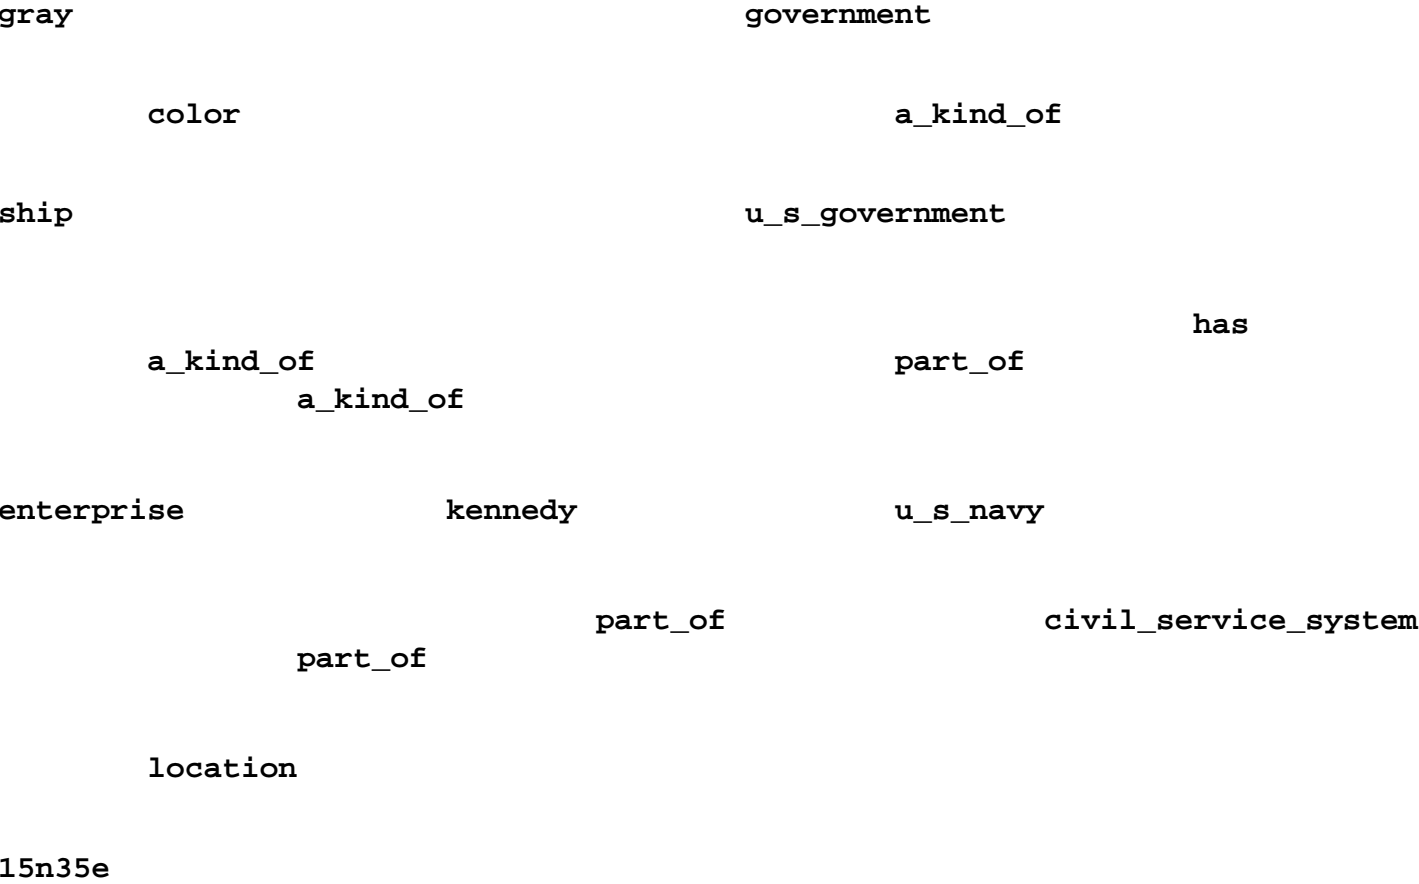 gray government
color a_kind_of
ship u_s_government
has
a_kind_of part_of
a_kind_of
enterprise kennedy u_s_navy
part_of civil_service_system
part_of
location
15n35e